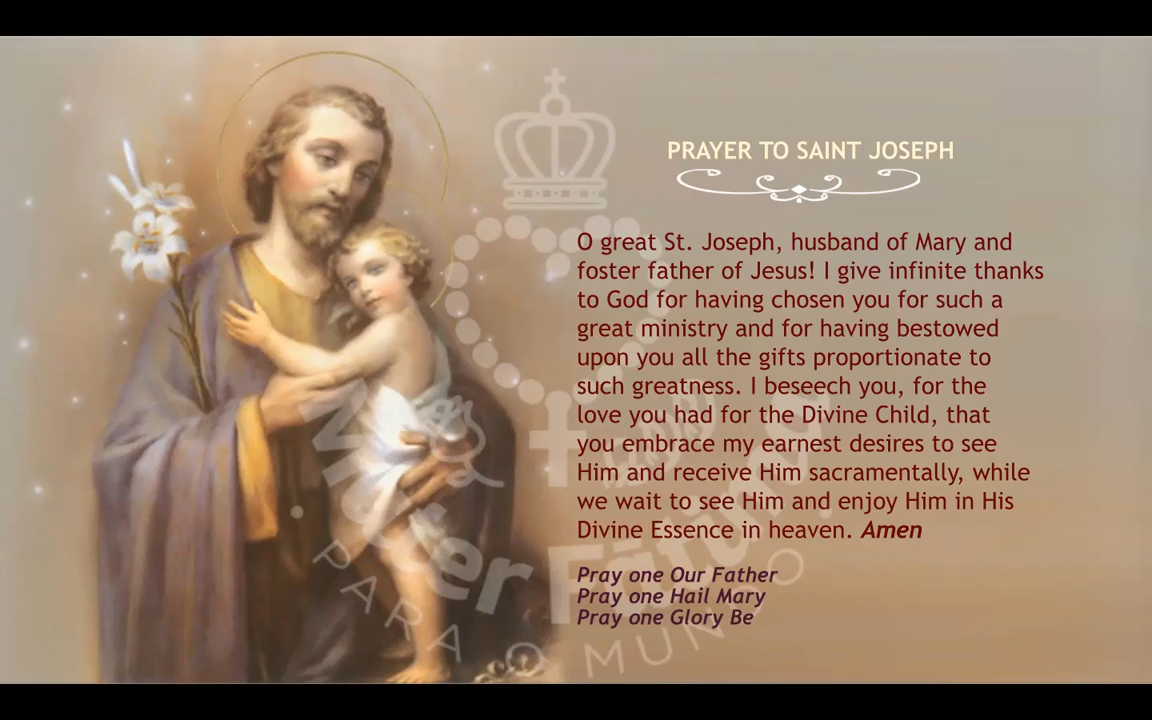 PRAYER TO SAINT JOSEPH
O great St. Joseph, husband of Mary and
foster father of Jesus! I give infinite thanks
to God for having chosen you for such a
great ministry and for having bestowed
upon you all the gifts proportionate to
such greatness. I beseech you, for the
love you had for the Divine Child, that
you embrace my earnest desires to see
Him and receive Him sacramentally, while
we wait to see Him and enjoy Him in His
Divine Essence in heaven. Amen
Pray one Our Father
Pray one Hail Mary
Pray one Glory Be
Mater Fátima
PARA O MUNDO